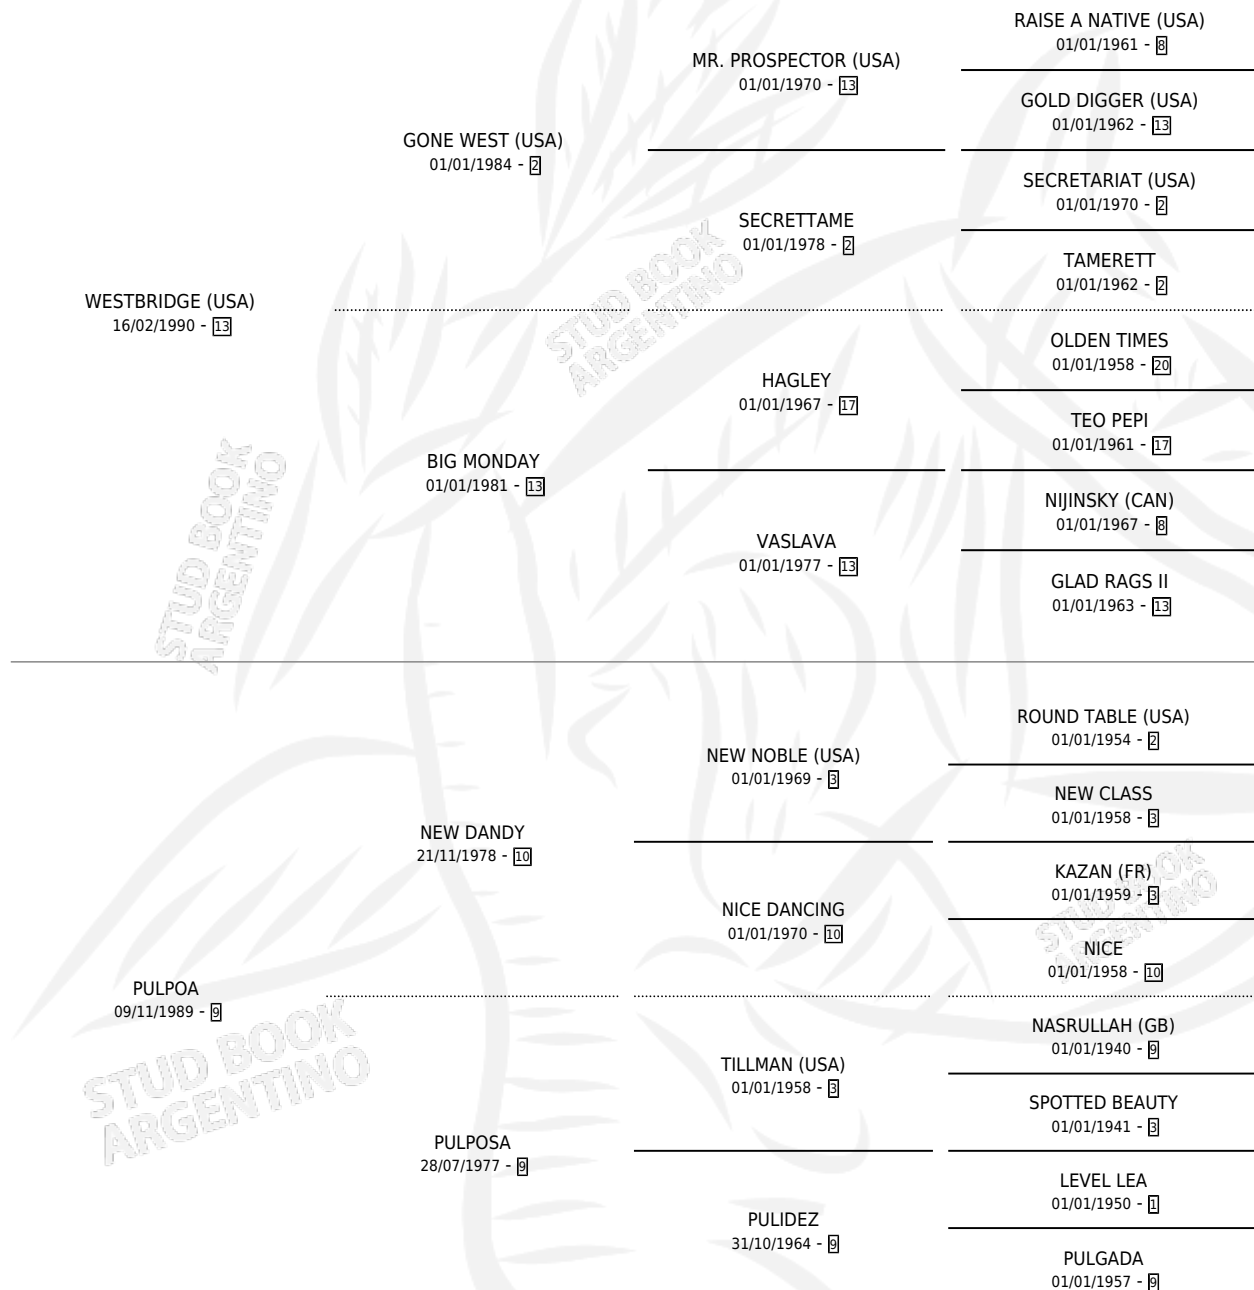 RAISE A NATIVE (USA)
01/01/1961 - 8
MR. PROSPECTOR (USA)
01/01/1970 - 13
GOLD DIGGER (USA)
01/01/1962 - 13
GONE WEST (USA)
01/01/1984 - 2
SECRETARIAT (USA)
01/01/1970 - 2
SECRETTAME
01/01/1978 - 2
TAMERETT
01/01/1962 - 2
WESTBRIDGE (USA)
16/02/1990 - 13
OLDEN TIMES
01/01/1958 - 20
HAGLEY
01/01/1967 - 17
TEO PEPI
01/01/1961 - 17
BIG MONDAY
01/01/1981 - 13
NIJINSKY (CAN)
01/01/1967 - 8
VASLAVA
01/01/1977 - 13
GLAD RAGS II
01/01/1963 - 13
ROUND TABLE (USA)
01/01/1954 - 2
NEW NOBLE (USA)
01/01/1969 - 3
NEW CLASS
01/01/1958 - 3
NEW DANDY
21/11/1978 - 10
KAZAN (FR)
01/01/1959 - 3
NICE DANCING
01/01/1970 - 10
NICE
01/01/1958 - 10
PULPOA
09/11/1989 - 9
NASRULLAH (GB)
01/01/1940 - 9
TILLMAN (USA)
01/01/1958 - 3
SPOTTED BEAUTY
01/01/1941 - 3
PULPOSA
28/07/1977 - 9
LEVEL LEA
01/01/1950 - 1
PULIDEZ
31/10/1964 - 9
PULGADA
01/01/1957 - 9
STUD BOOK
ARGENTINO
STUD BOOK
ARGENTINO
STUD BOOK
ARGENTINO
STUD BOOK
ARGENTINO